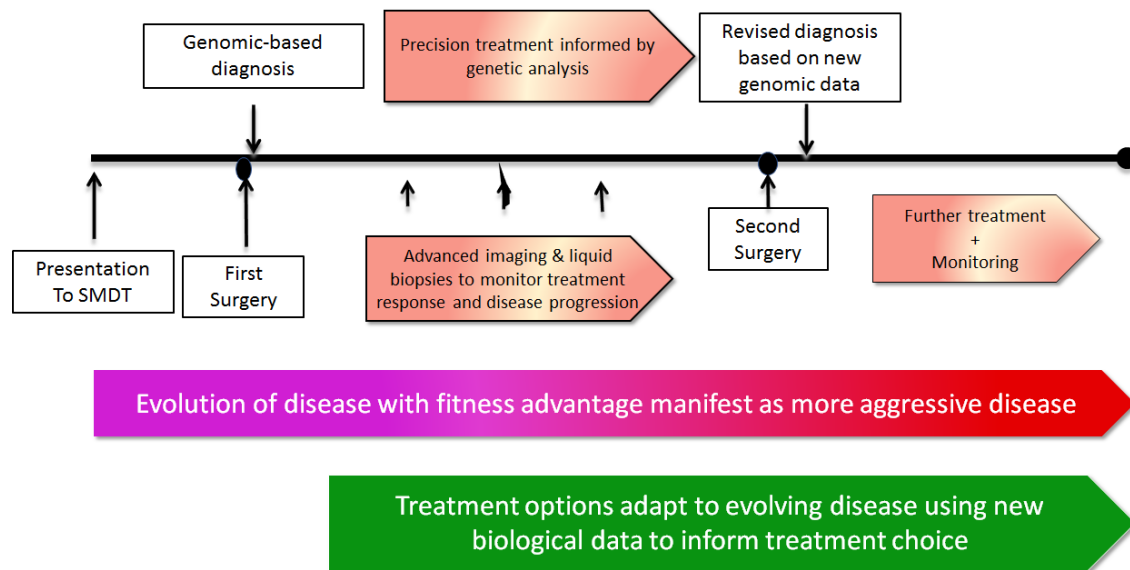 Genomic-based
diagnosis
Precision treatment informed by
genetic analysis
Revised diagnosis
based on new
genomic data
Presentation
To SMDT
First
Surgery
Advanced imaging & liquid
biopsies to monitor treatment
response and disease progression
Second
Surgery
Further treatment
+
Monitoring
Evolution of disease with fitness advantage manifest as more aggressive disease
Treatment options adapt to evolving disease using new
biological data to inform treatment choice